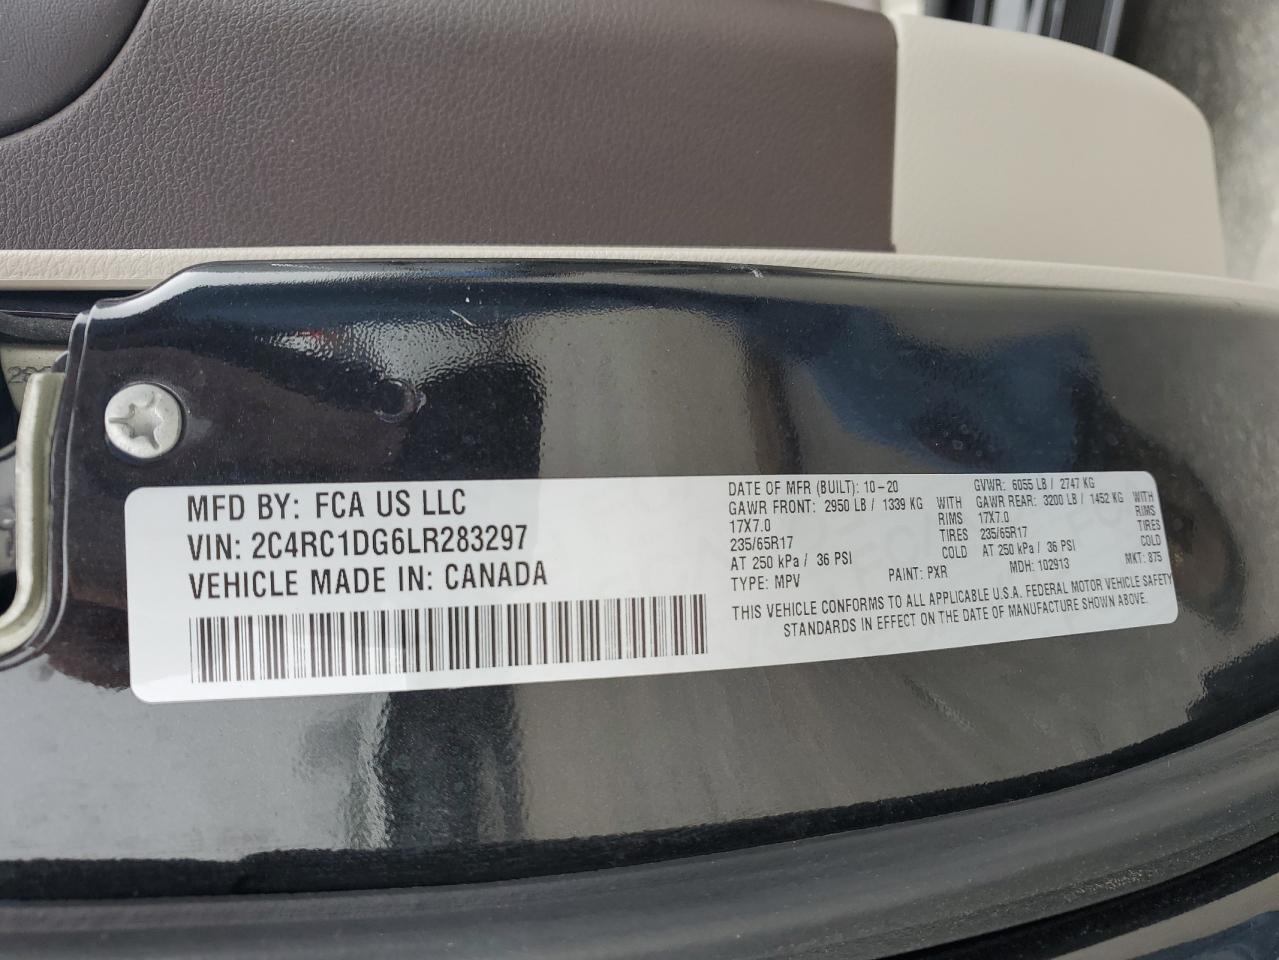 MFD BY: FCA US LLC
VIN: 2C4RC1DG6LR283297
VEHICLE MADE IN: CANADA
DATE OF MFR (BUILT): 10-20 GVWR: 6055 LB / 2747 KG
GAWR FRONT: 2950 LB / 1339 KG WITH GAWR REAR: 3200 LB / 1452 KG WITH
17X7.0 RIMS 17X7.0 RIMS
235/65R17 TIRES 235/65R17 TIRES
AT 250 kPa / 36 PSI COLD AT 250 kPa / 36 PSI COLD
TYPE: MPV PAINT: PXR MDH: 102913 MKT: 875
THIS VEHICLE CONFORMS TO ALL APPLICABLE U.S.A. FEDERAL MOTOR VEHICLE SAFETY
STANDARDS IN EFFECT ON THE DATE OF MANUFACTURE SHOWN ABOVE.